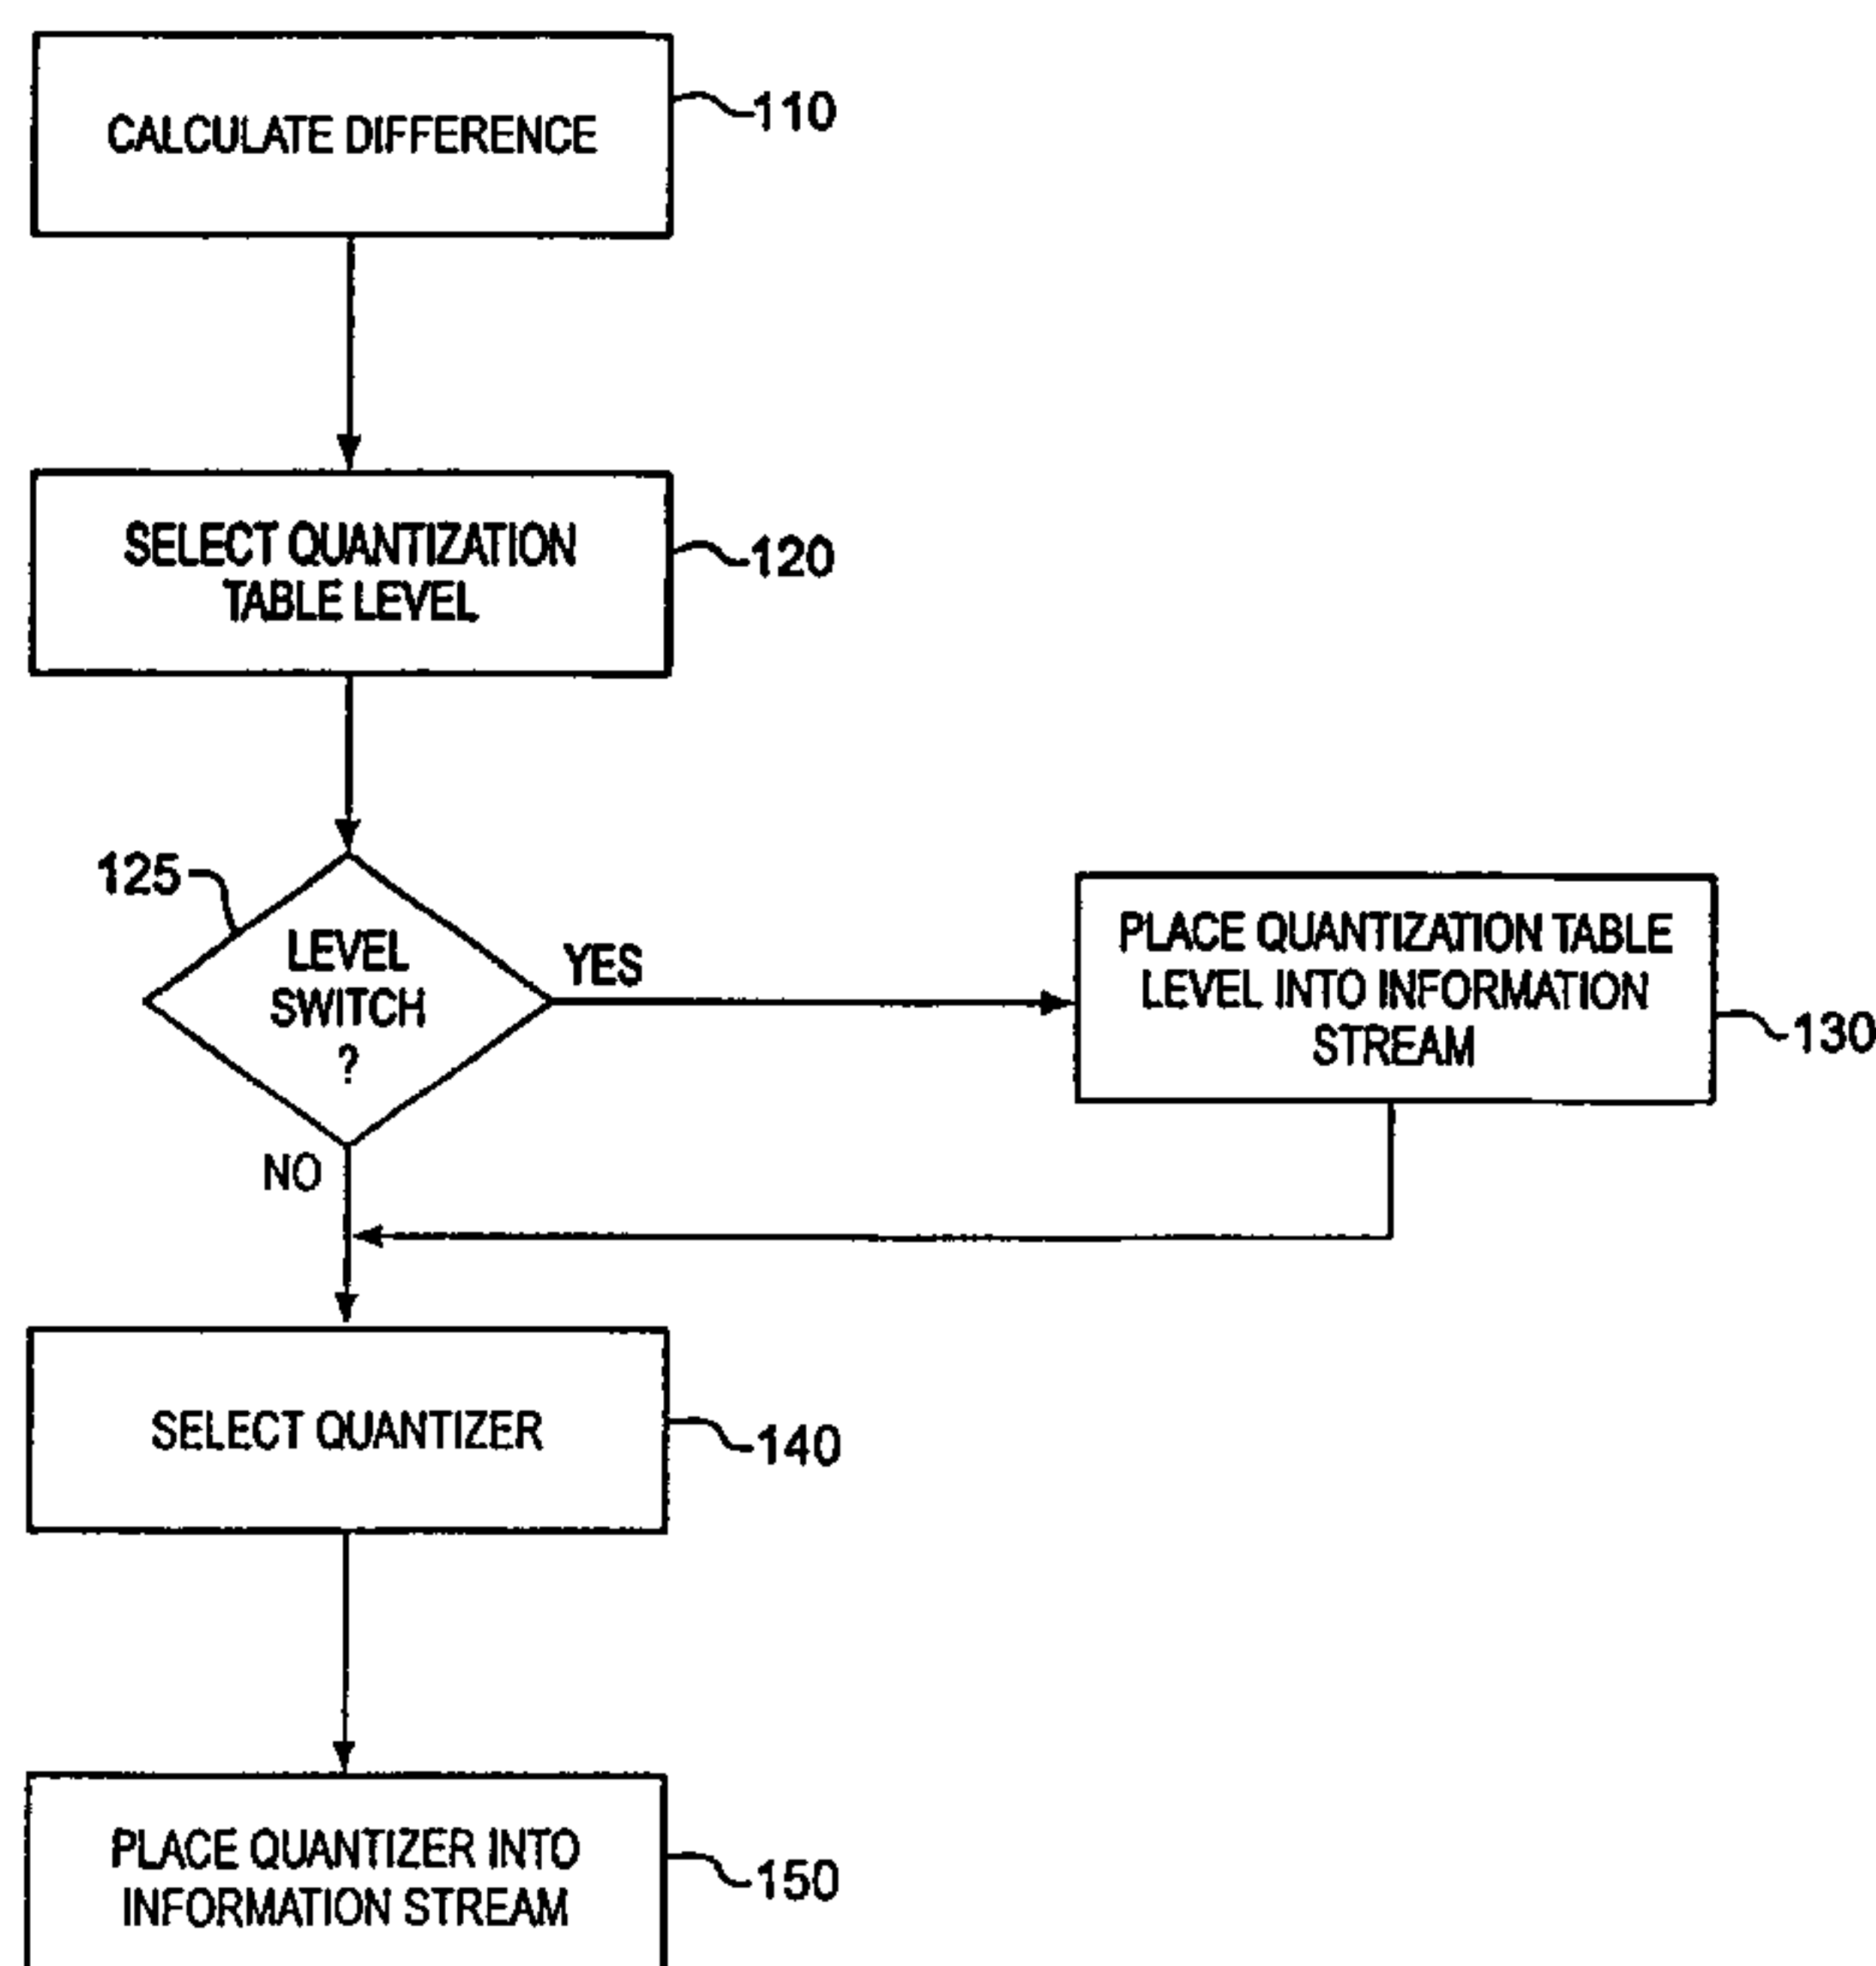 CALCULATE DIFFERENCE
110
SELECT QUANTIZATION
TABLE LEVEL
120
125
LEVEL
SWITCH
?
YES
NO
PLACE QUANTIZATION TABLE
LEVEL INTO INFORMATION
STREAM
130
SELECT QUANTIZER
140
PLACE QUANTIZER INTO
INFORMATION STREAM
150